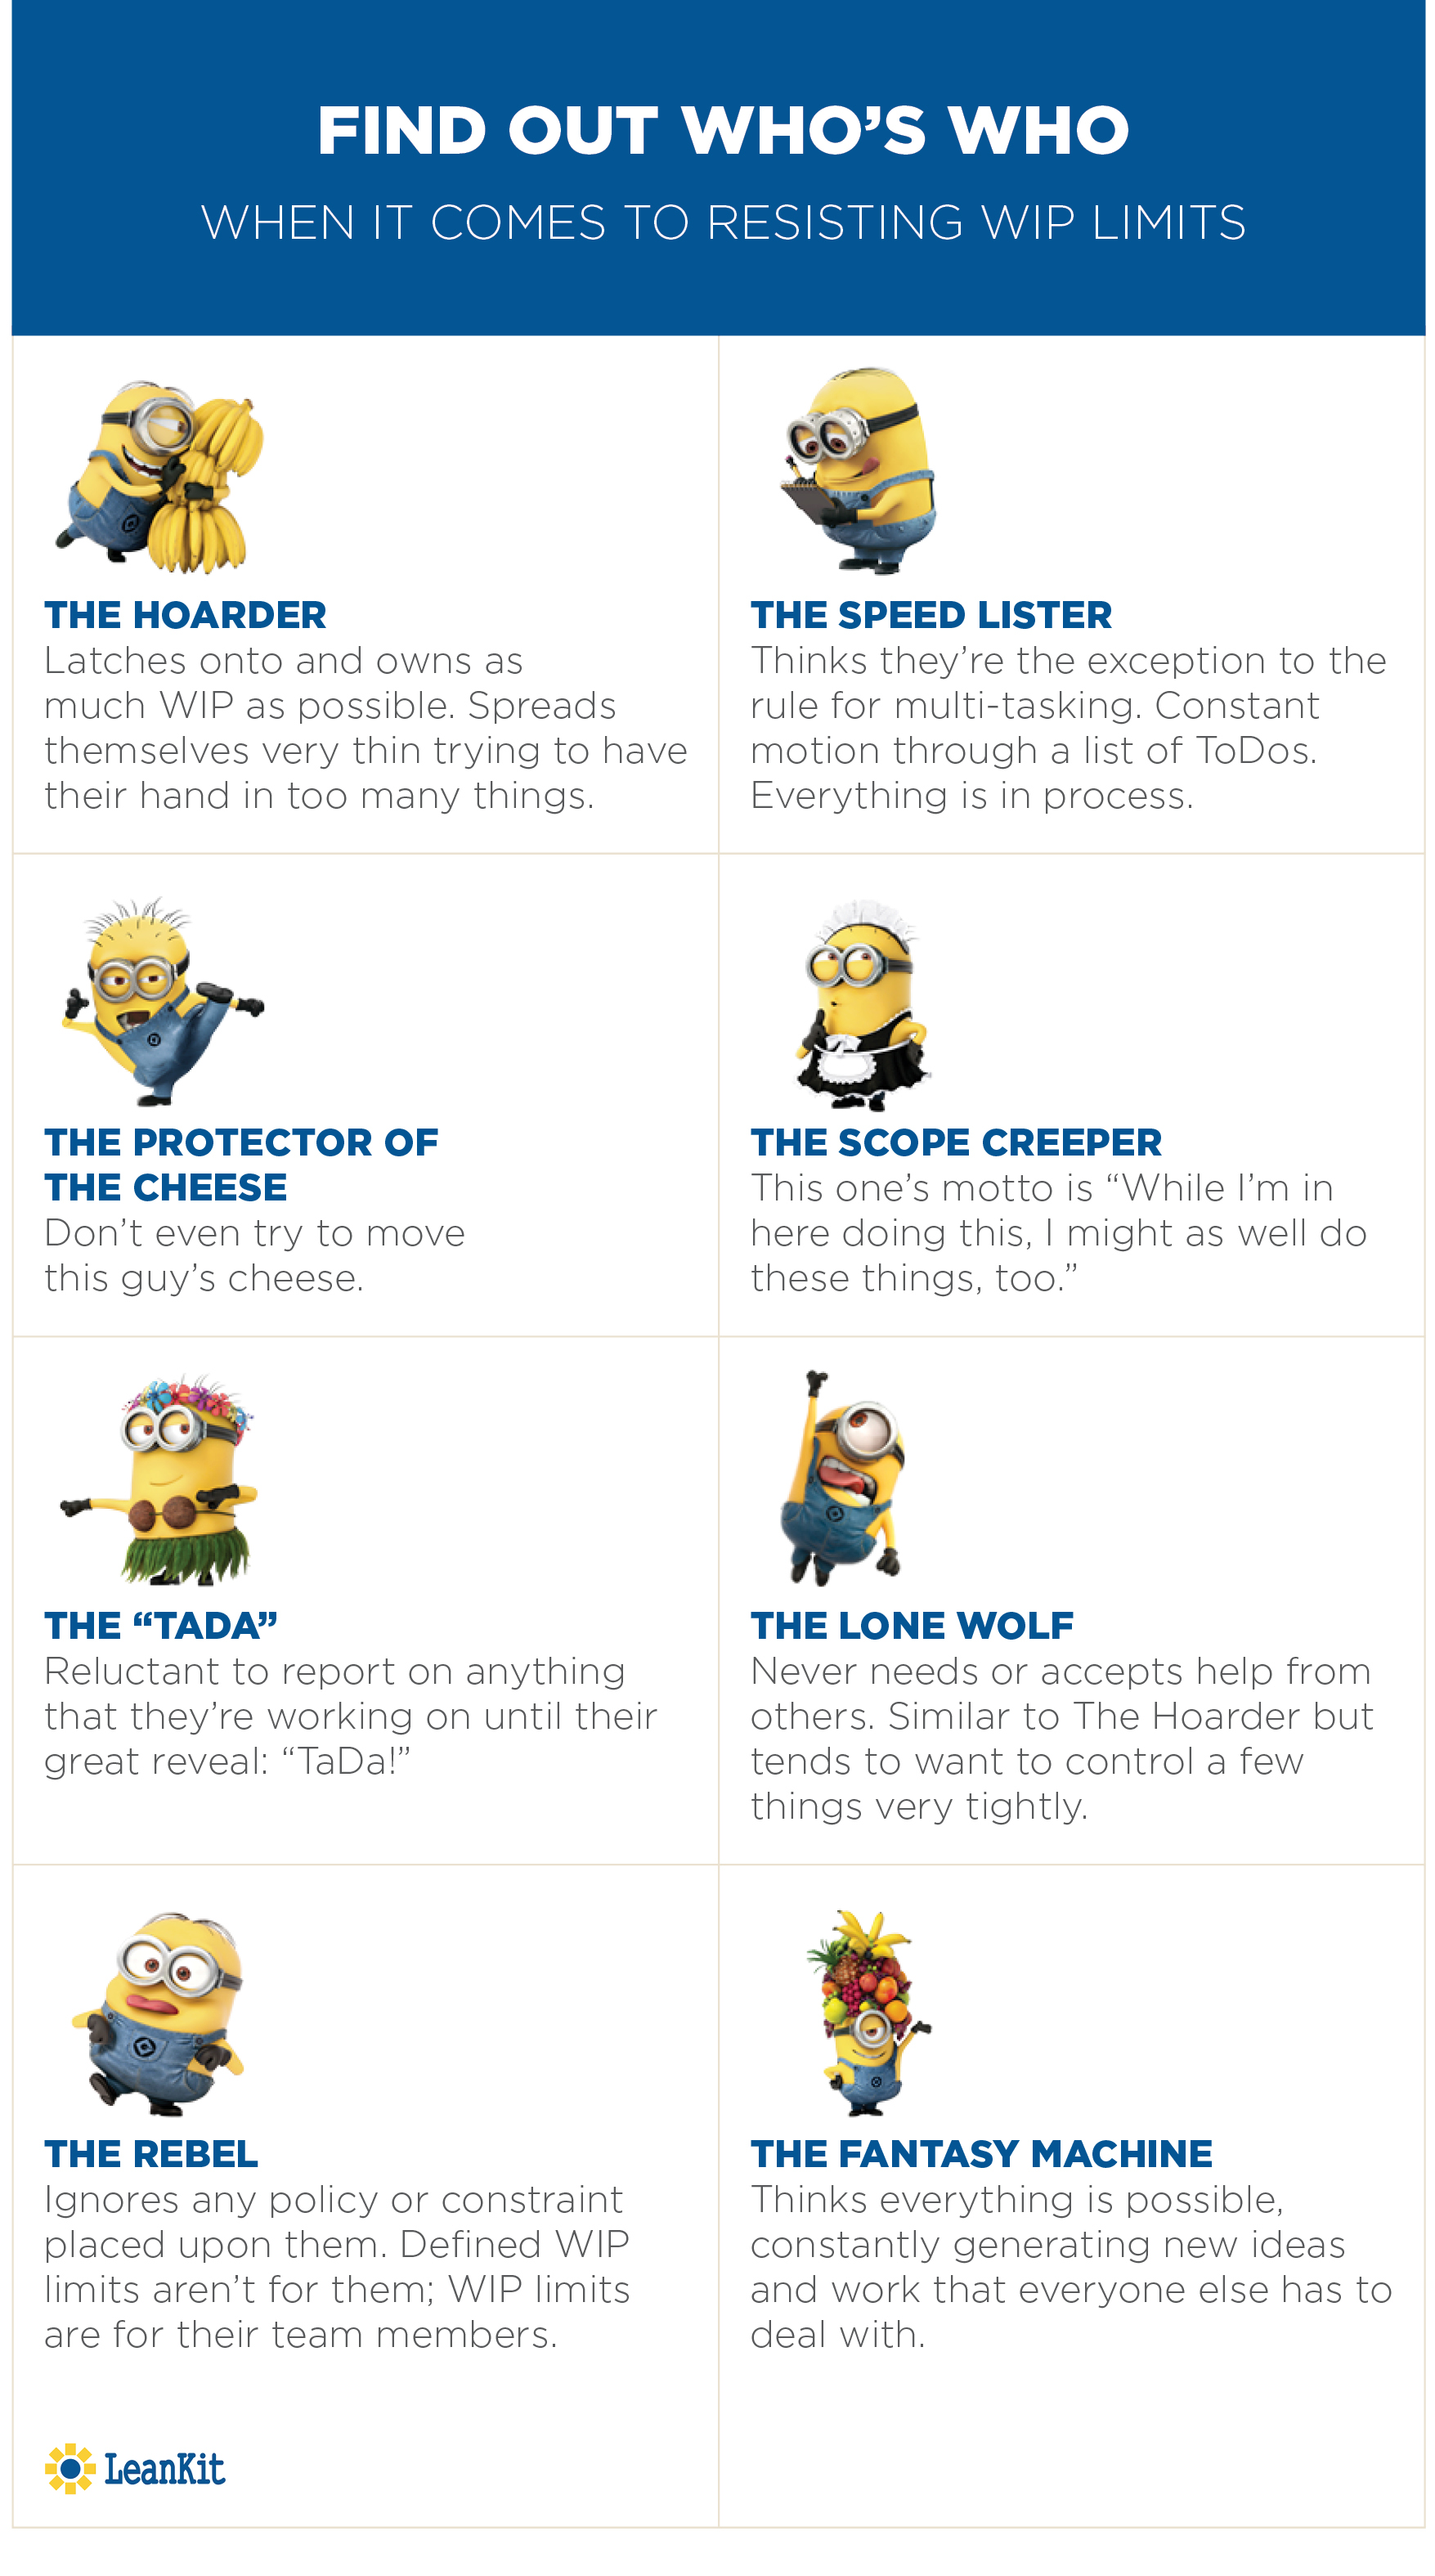 FIND OUT WHO’S WHO
WHEN IT COMES TO RESISTING WIP LIMITS
THE HOARDER
Latches onto and owns as
much WIP as possible. Spreads
themselves very thin trying to have
their hand in too many things.
THE SPEED LISTER
Thinks they’re the exception to the
rule for multi-tasking. Constant
motion through a list of ToDos.
Everything is in process.
THE PROTECTOR OF
THE CHEESE
Don’t even try to move
this guy’s cheese.
THE SCOPE CREEPER
This one’s motto is “While I’m in
here doing this, I might as well do
these things, too.”
THE “TADA”
Reluctant to report on anything
that they’re working on until their
great reveal: “TaDa!”
THE LONE WOLF
Never needs or accepts help from
others. Similar to The Hoarder but
tends to want to control a few
things very tightly.
THE REBEL
Ignores any policy or constraint
placed upon them. Defined WIP
limits aren’t for them; WIP limits
are for their team members.
THE FANTASY MACHINE
Thinks everything is possible,
constantly generating new ideas
and work that everyone else has to
deal with.
LeanKit